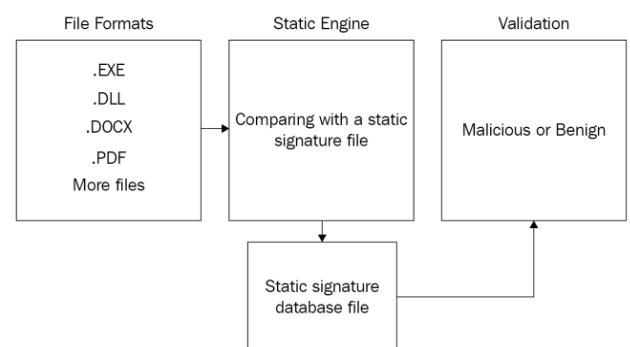 File Formats
Static Engine
Validation
.EXE
.DLL
.DOCX
.PDF
More files
Comparing with a static
signature file
Malicious or Benign
Static signature
database file